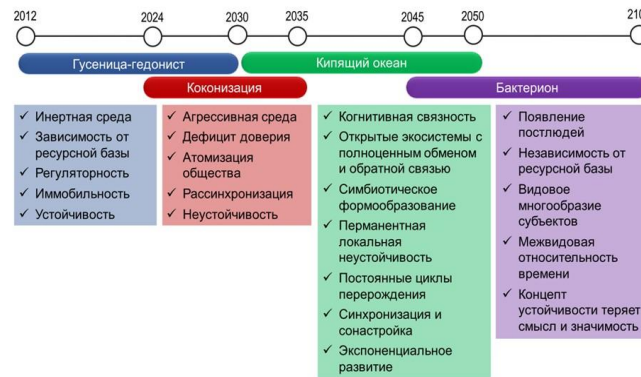 2012 2024 2030 2035 2045 2050 210
Гусеница-гедонист
Кипящий океан
Коконизация
Бактерион
✓ Инертная среда
✓ Зависимость от
ресурсной базы
✓ Регуляторность
✓ Иммобильность
✓ Устойчивость
✓ Агрессивная среда
✓ Дефицит доверия
✓ Атомизация
общества
✓ Рассинхронизация
✓ Неустойчивость
✓ Когнитивная связность
✓ Открытые экосистемы с
полноценным обменом
и обратной связью
✓ Симбиотическое
формообразование
✓ Перманентная
локальная
неустойчивость
✓ Постоянные циклы
перерождения
✓ Синхронизация и
сонастройка
✓ Экспоненциальное
развитие
✓ Появление
постлюдей
✓ Независимость от
ресурсной базы
✓ Видовое
многообразие
субъектов
✓ Межвидовая
относительность
времени
✓ Концепт
устойчивости теряет
смысл и значимость